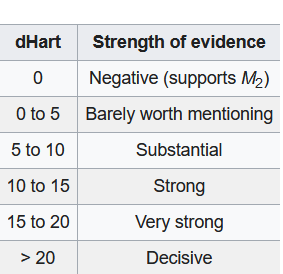 dHart Strength of evidence
0 Negative (supports M₂)
0 to 5 Barely worth mentioning
5 to 10 Substantial
10 to 15 Strong
15 to 20 Very strong
> 20 Decisive